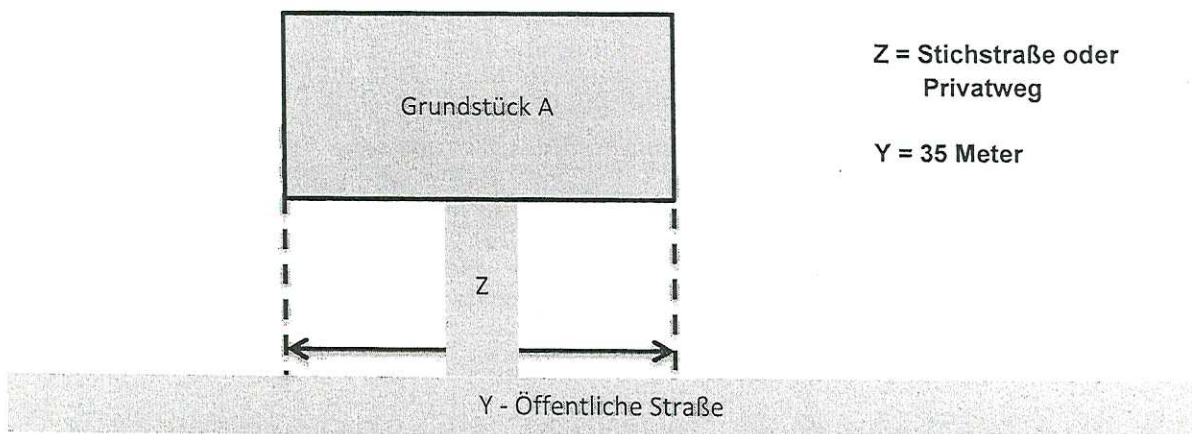 Z = Stichstraße oder
Privatweg
Grundstück A
Y = 35 Meter
Z
Y - Öffentliche Straße